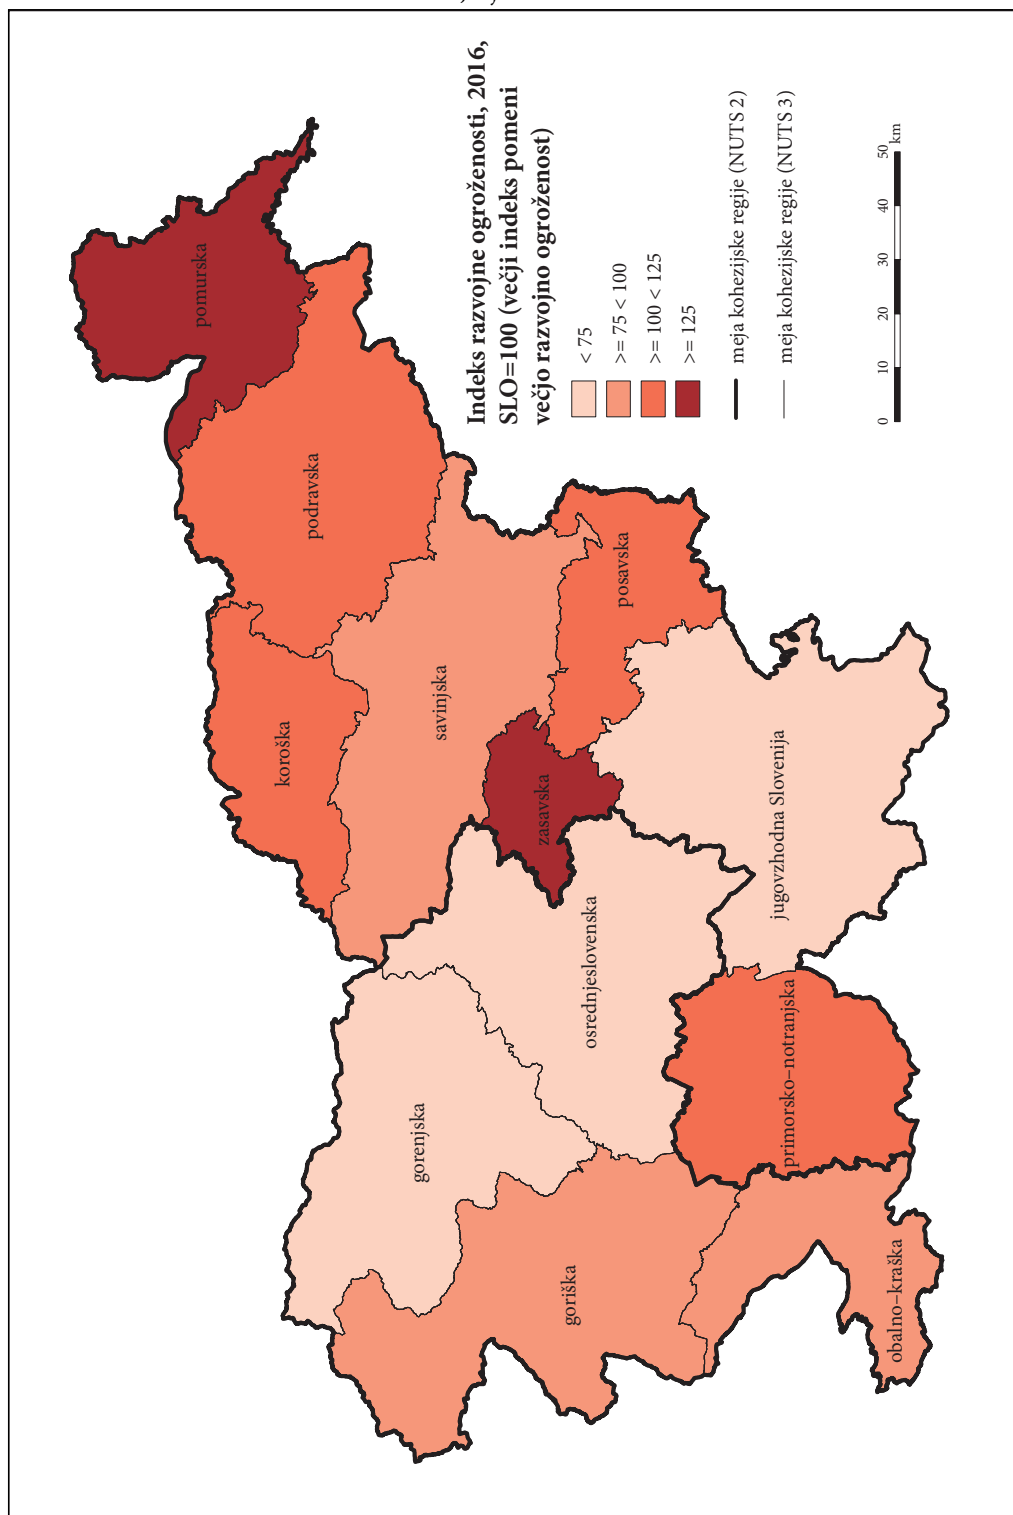 Indeks razvojne ogroženosti, 2016,
SLO=100 (večji indeks pomeni
večjo razvojno ogroženost)
< 75
>= 75 < 100
>= 100 < 125
>= 125
meja kohezijske regije (NUTS 2)
meja kohezijske regije (NUTS 3)
0 10 20 30 40 50 km
pomurska
podravska
koroška
savinjska
posavska
zasavska
gorenjska
osrednjeslovenska
jugovzhodna Slovenija
goriška
primorsko–notranjska
obalno–kraška